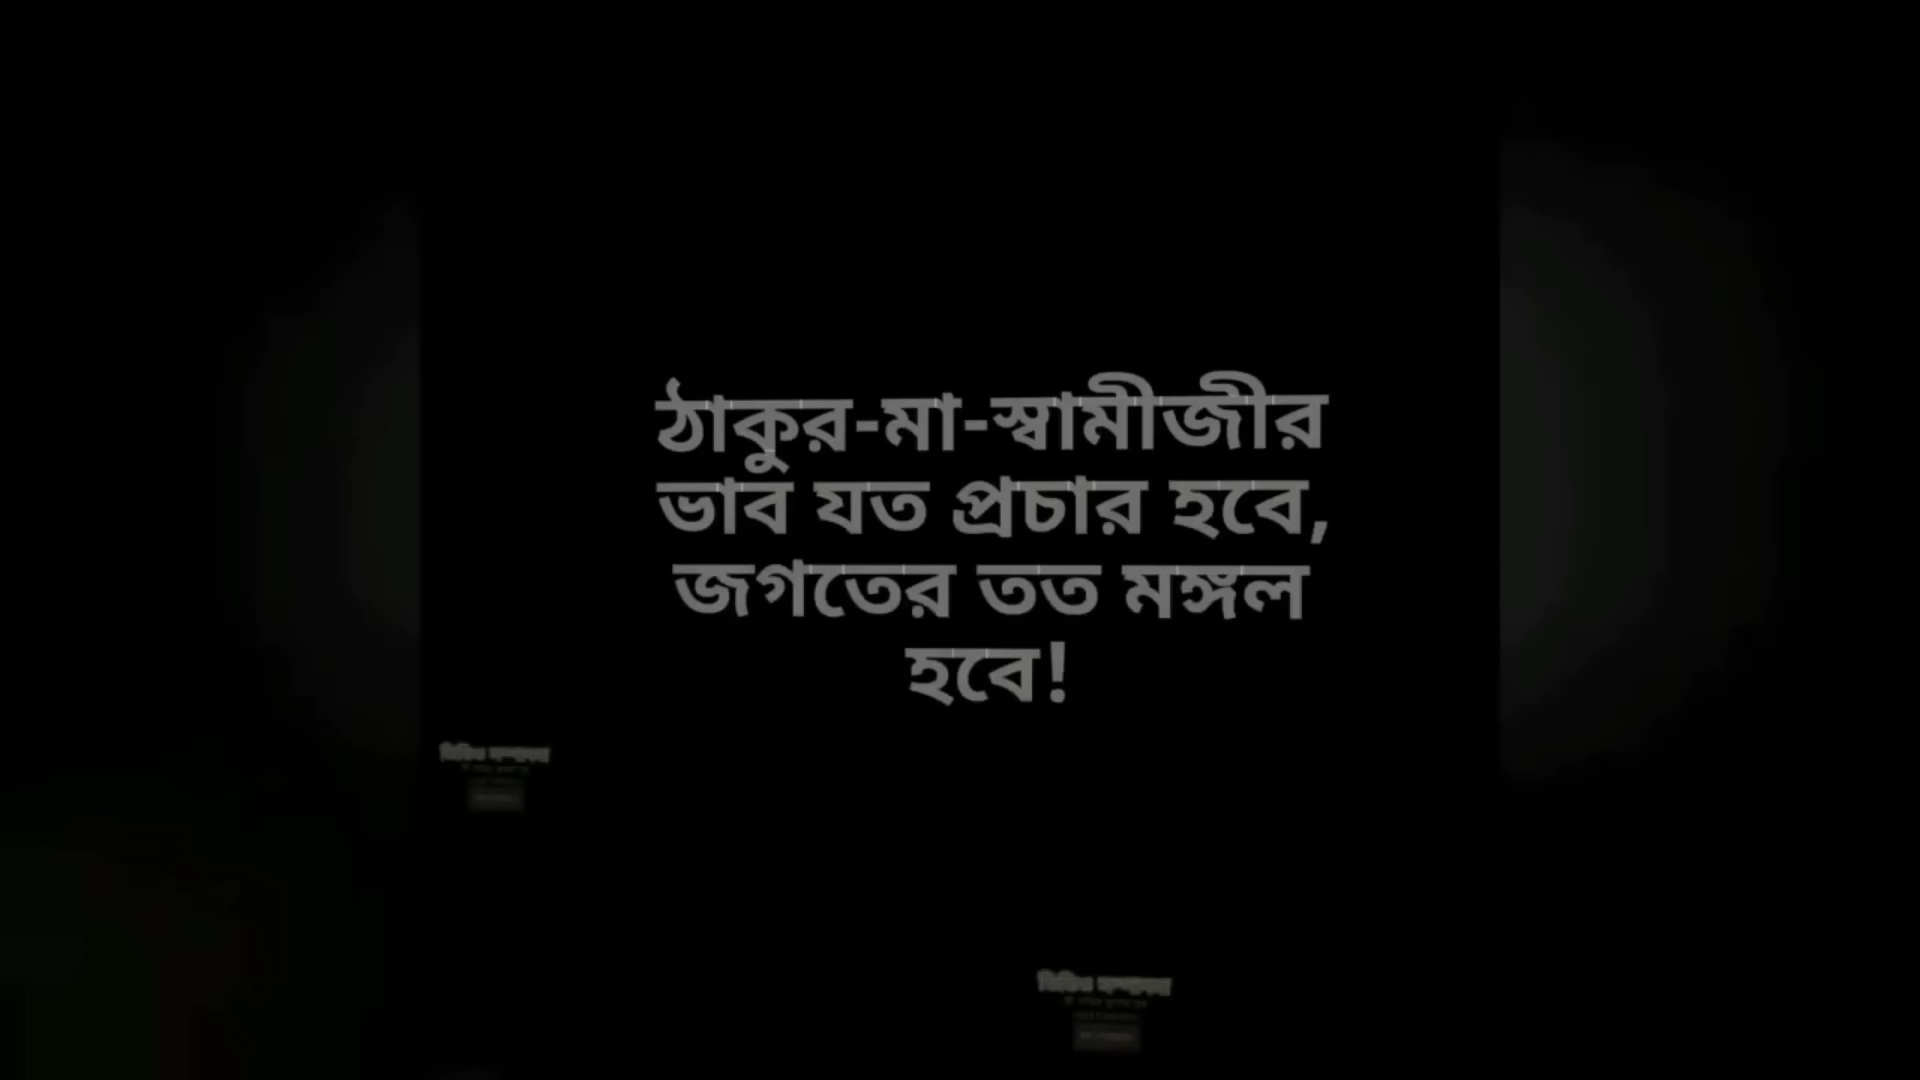 ঠাকুর-মা-স্বামীজীর
ভাব যত প্রচার হবে,
জগতের তত মঙ্গল
হবে!